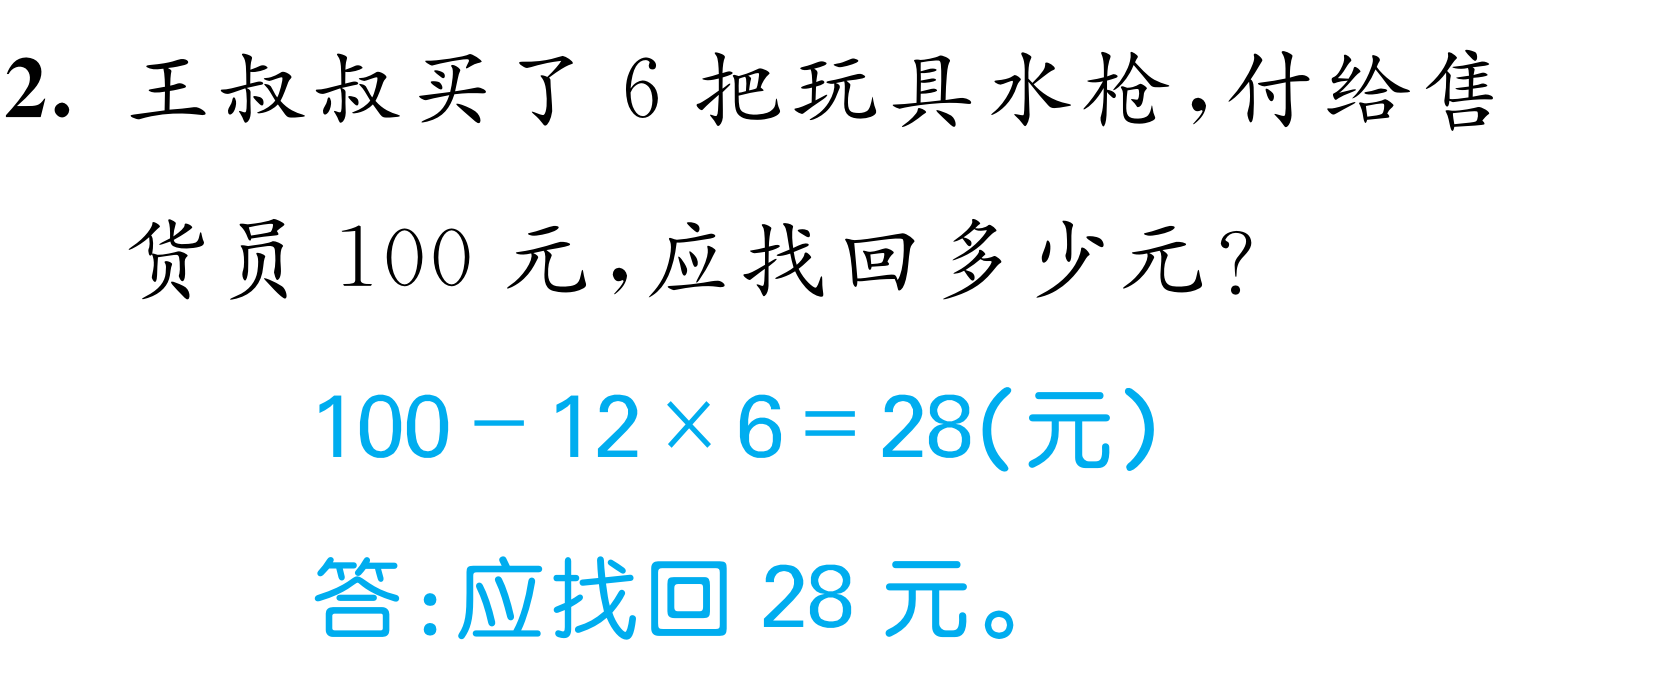 2. 王叔叔买了 6 把玩具水枪,付给售
货员 100 元,应找回多少元?
100 − 12 × 6 = 28(元)
答:应找回 28 元。